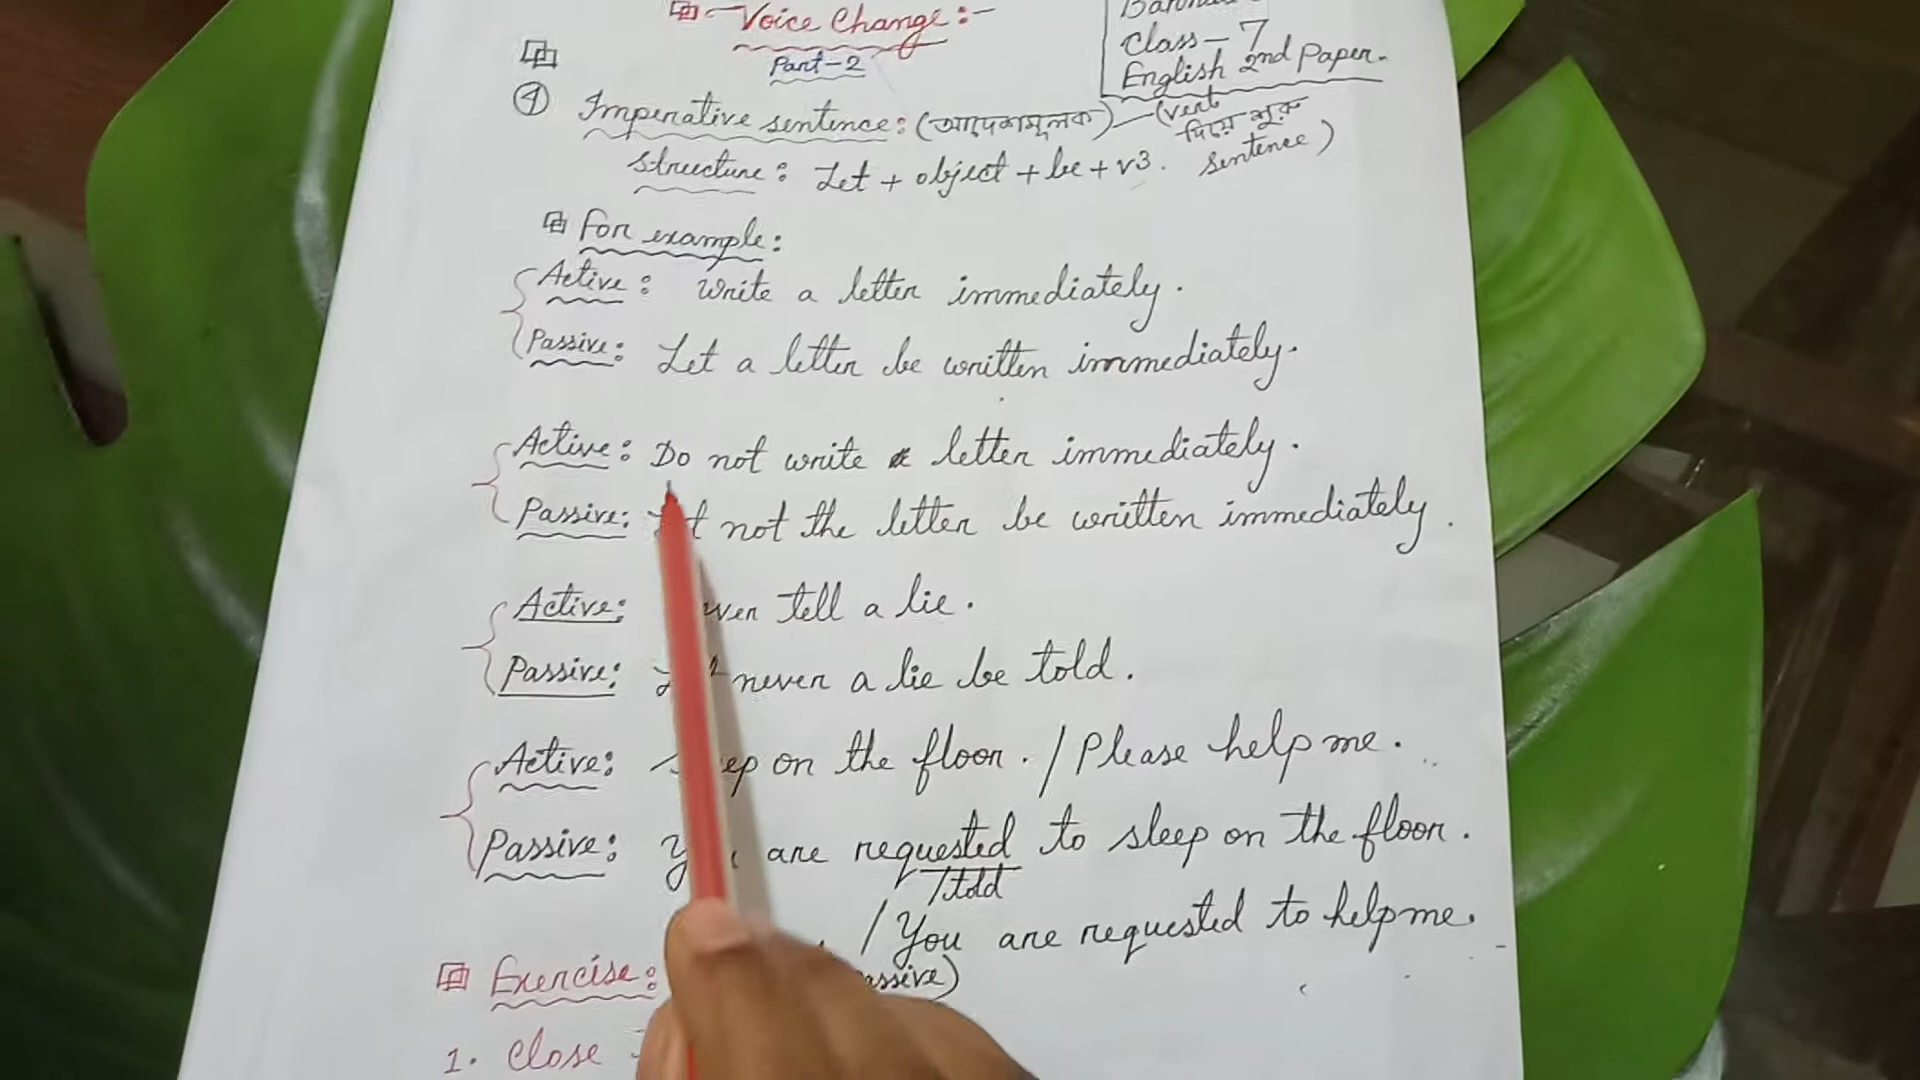 Voice Change:-
Part-2
Class-7
English 2nd Paper.
④ Imperative sentence: (আদেশমূলক)—(verb দিয়ে শুরু sentence)
Structure: Let + object + be + v3.
For example:
Active: Write a letter immediately.
Passive: Let a letter be written immediately.
Active: Do not write a letter immediately.
Passive: not the letter be written immediately.
Active: tell a lie.
Passive: never a lie be told.
Active: on the floor. / Please help me.
Passive: are requested to sleep on the floor.
/told
/ You are requested to help me.
Exercise:
1. Close